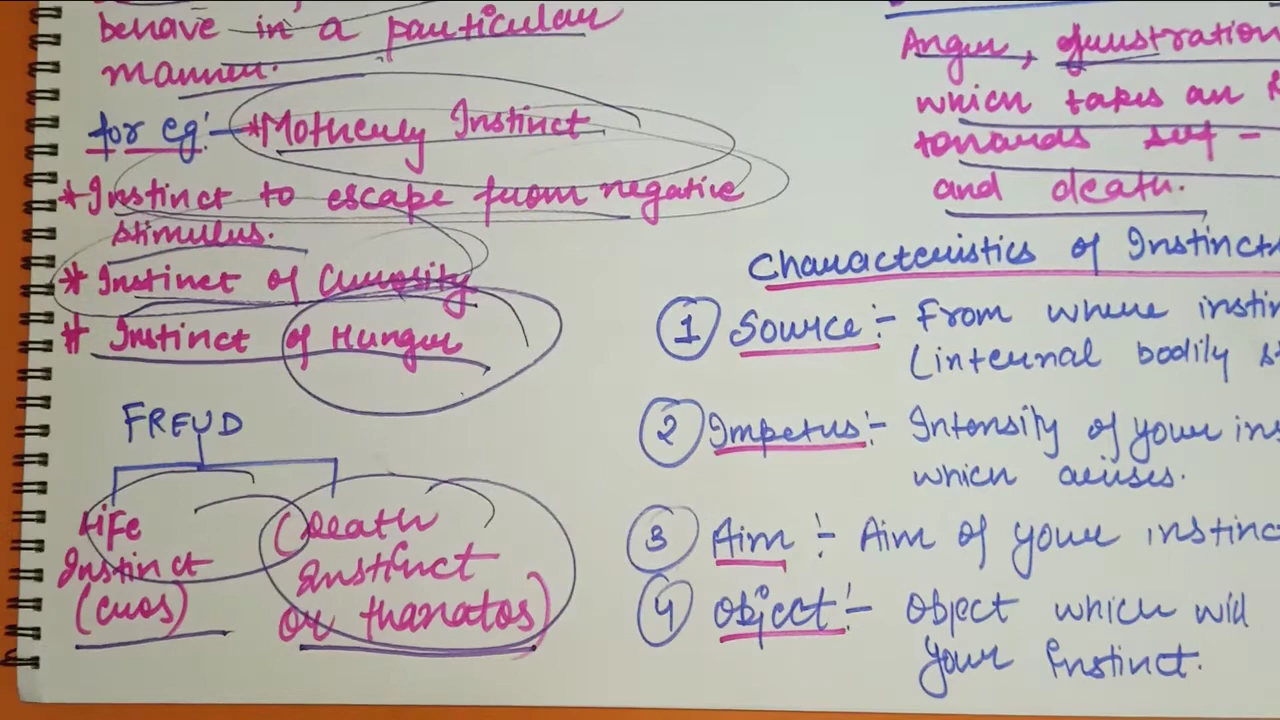 behave in a particular
manner.
for eg:- *Motherly Instinct
*Instinct to escape from negative
stimulus.
* Instinct of Curiosity
* Instinct of Hunger
FREUD
Life
Instinct
(eros)
(Death
Instinct
or thanatos)
Anger, frustration
which takes an
towards self -
and death.
Characteristics of Instincts
1 Source:- From where instin
(internal bodily s
2 Impetus:- Intensity of your ins
which arises.
3 Aim :- Aim of your instinc
4 Object:- Object which will
your instinct.